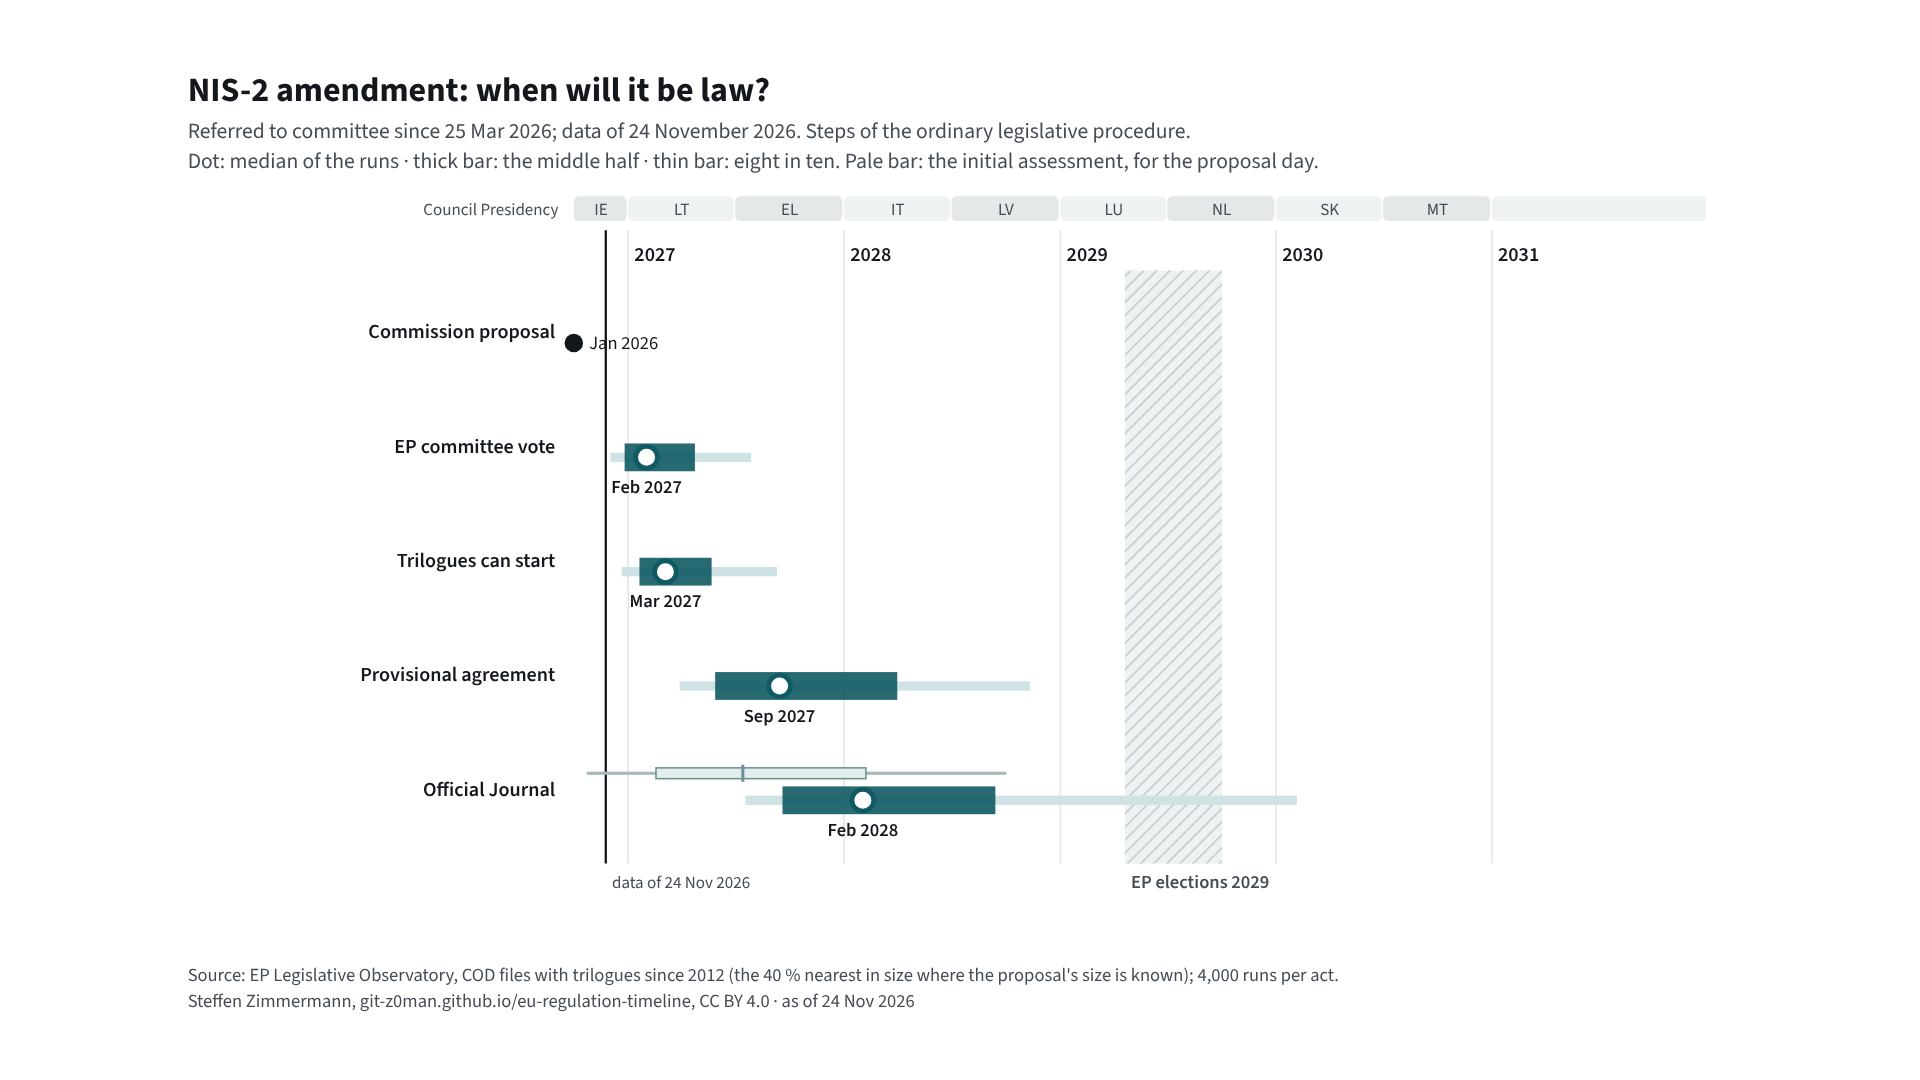 NIS-2 amendment: when will it be law?
Referred to committee since 25 Mar 2026; data of 24 November 2026. Steps of the ordinary legislative procedure.
Dot: median of the runs · thick bar: the middle half · thin bar: eight in ten. Pale bar: the initial assessment, for the proposal day.
Council Presidency IE LT EL IT LV LU NL SK MT
2027 2028 2029 2030 2031
Commission proposal
Jan 2026
EP committee vote
Feb 2027
Trilogues can start
Mar 2027
Provisional agreement
Sep 2027
Official Journal
Feb 2028
data of 24 Nov 2026 EP elections 2029
Source: EP Legislative Observatory, COD files with trilogues since 2012 (the 40 % nearest in size where the proposal's size is known); 4,000 runs per act.
Steffen Zimmermann, git-z0man.github.io/eu-regulation-timeline, CC BY 4.0 · as of 24 Nov 2026